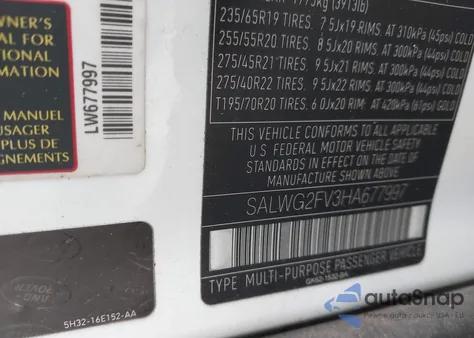 WNER'S
AL FOR
ATION
MANUEL
USAGER
PLUS DE
GNEMENTS
LW677997
235/65R19 TIRES. 7 5Jx19 RIMS. AT 310kPa (45psi) COLD
255/55R20 TIRES. 8 5Jx20 RIMS. AT 300kPa (44psi) COLD
275/45R21 TIRES. 9 5Jx21 RIMS. AT 300kPa (44psi) COLD
275/40R22 TIRES. 9 5Jx22 RIMS. AT 300kPa (44psi) COLD
T195/70R20 TIRES. 6 0Jx20 RIM. AT 420kPa (61psi) COLD
THIS VEHICLE CONFORMS TO ALL APPLICABLE
U S FEDERAL MOTOR VEHICLE SAFETY
STANDARDS IN EFFECT ON THE DATE OF
MANUFACTURE SHOWN ABOVE
SALWG2FV3HA677997
TYPE MULTI-PURPOSE PASSENGER VEHICLE
LAND
ROVER
5H32-16E152-AA
autoSnap